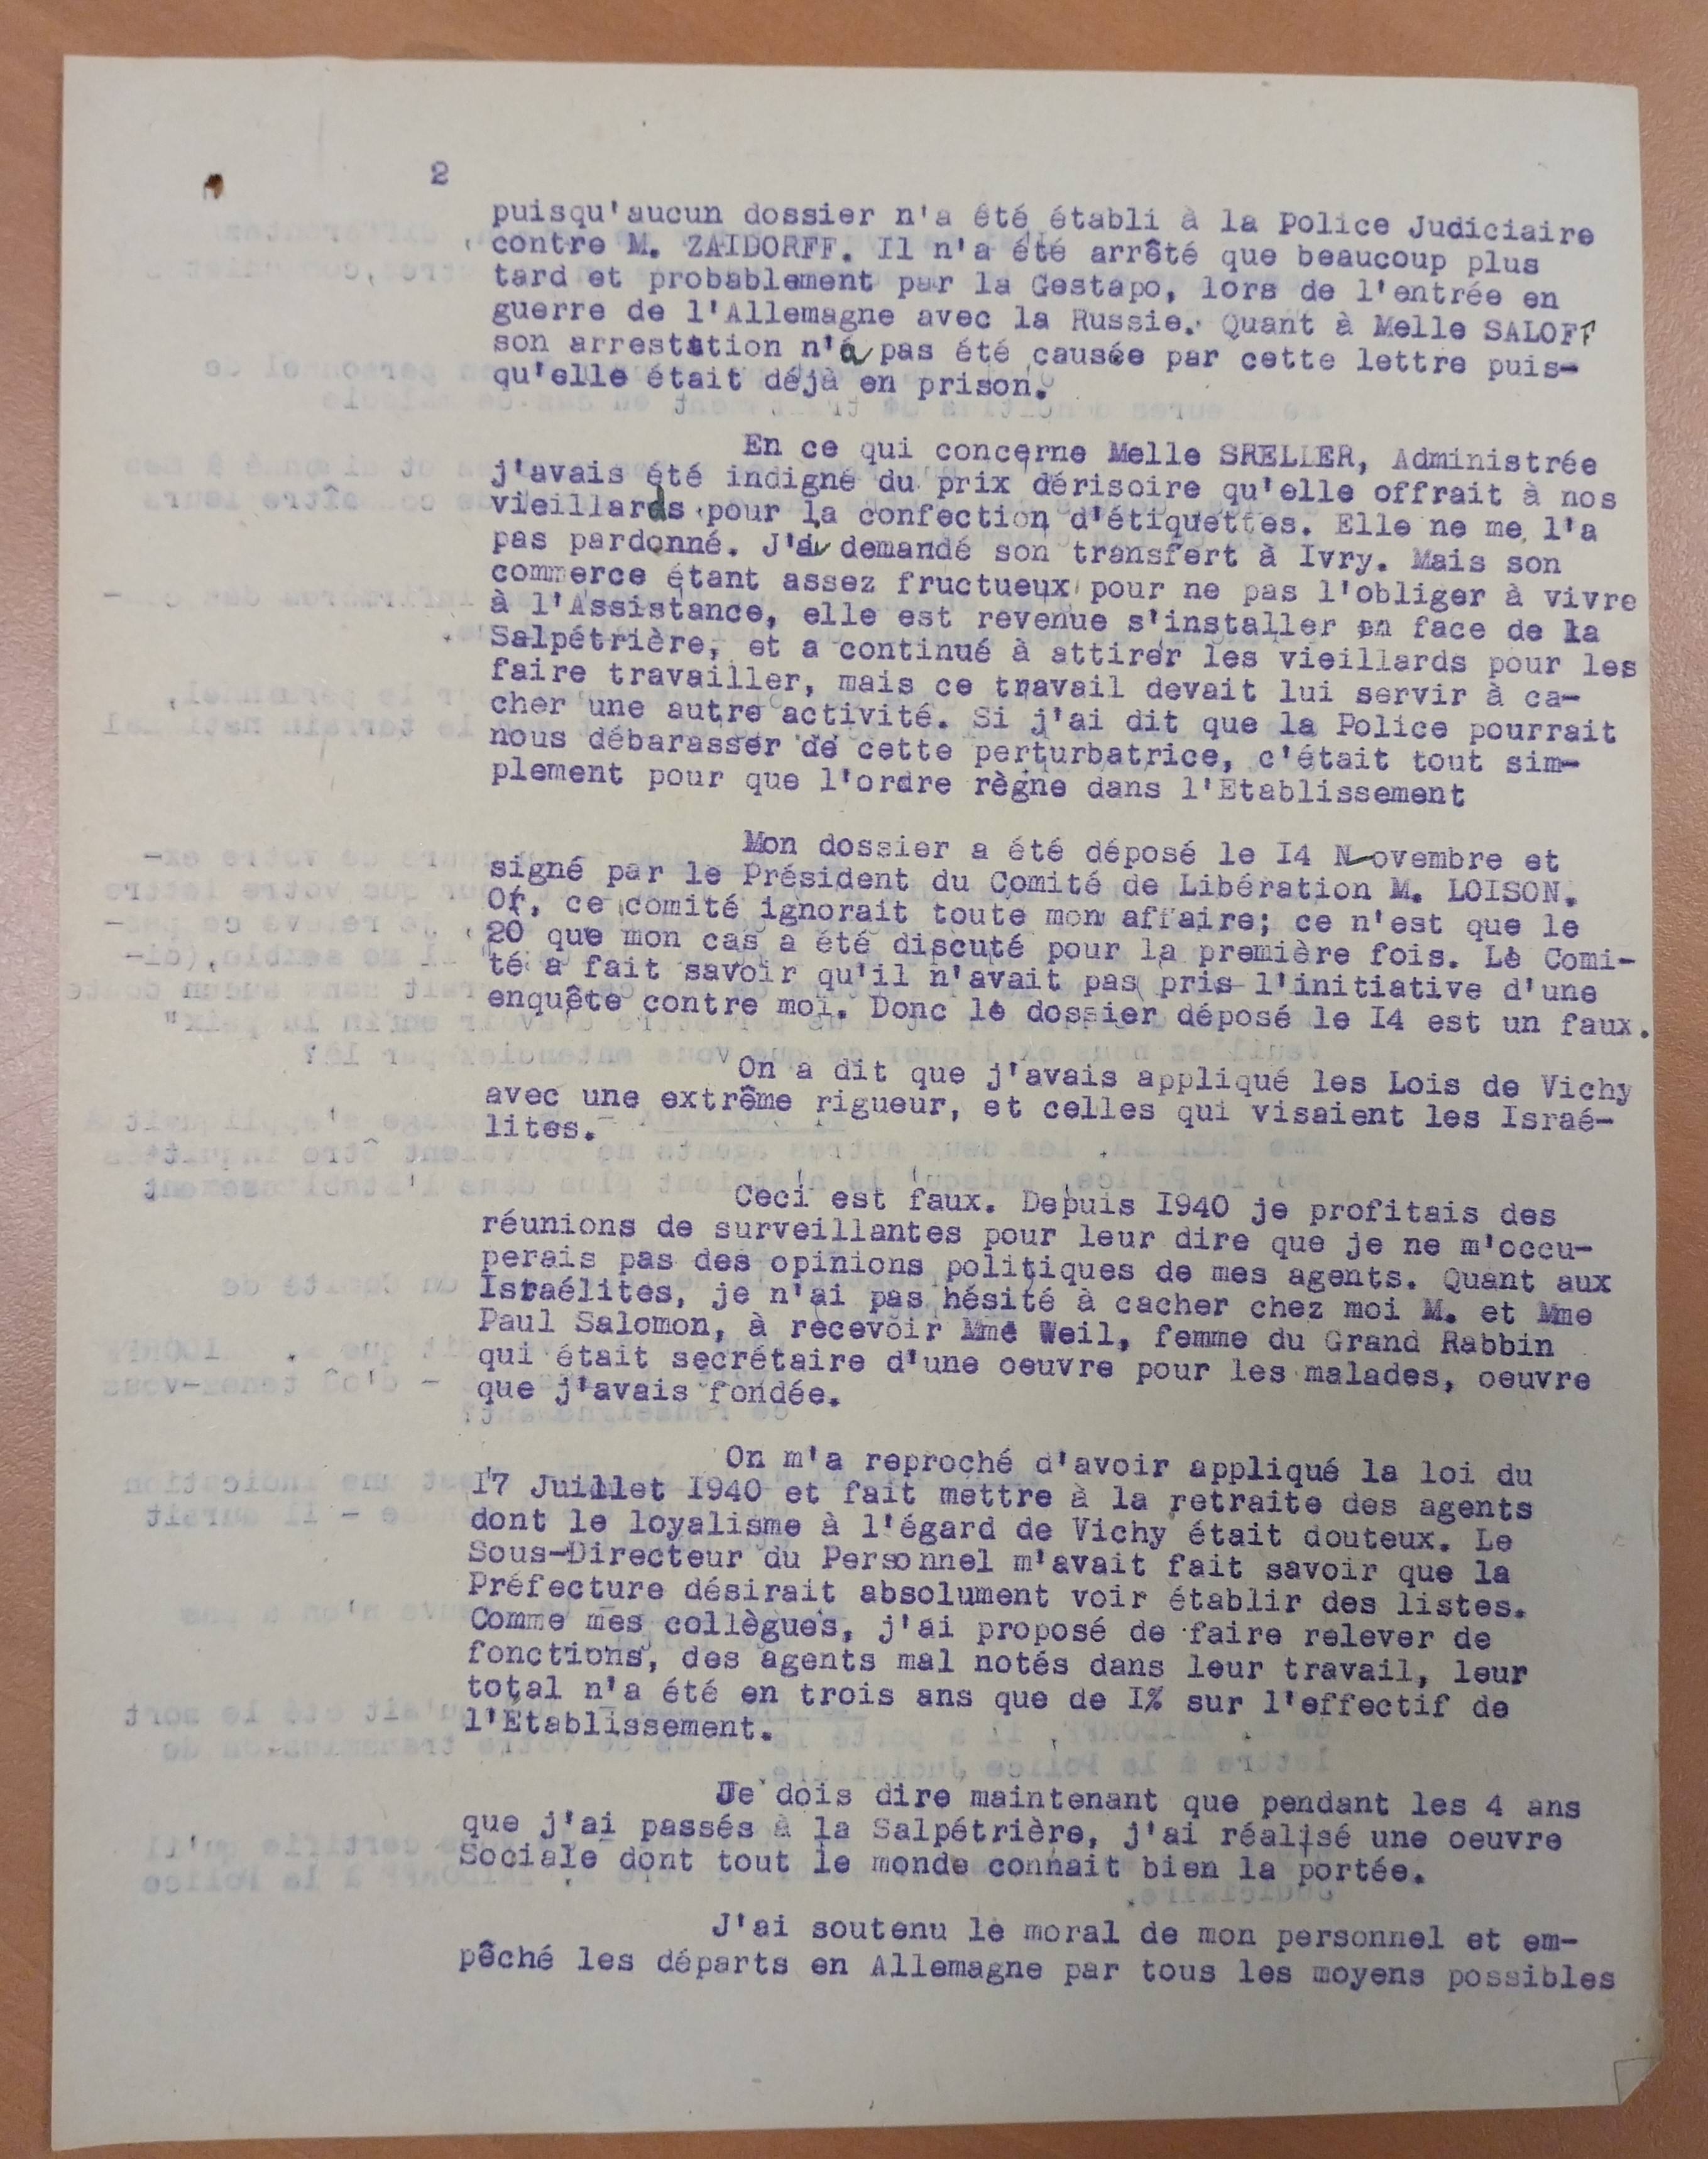 2
puisqu'aucun dossier n'a été établi à la Police Judiciaire
contre M. ZAIDORFF. Il n'a été arrêté que beaucoup plus
tard et probablement par la Gestapo, lors de l'entrée en
guerre de l'Allemagne avec la Russie. Quant à Melle SALOFF
son arrestation n'a pas été causée par cette lettre puis-
qu'elle était déjà en prison.
En ce qui concerne Melle SRELLER, Administrée
j'avais été indigné du prix dérisoire qu'elle offrait à nos
vieillards pour la confection d'étiquettes. Elle ne me l'a
pas pardonné. J'ai demandé son transfert à Ivry. Mais son
commerce étant assez fructueux pour ne pas l'obliger à vivre
à l'Assistance, elle est revenue s'installer en face de la
Salpétrière, et a continué à attirer les vieillards pour les
faire travailler, mais ce travail devait lui servir à ca-
cher une autre activité. Si j'ai dit que la Police pourrait
nous débarasser de cette perturbatrice, c'était tout sim-
plement pour que l'ordre règne dans l'Etablissement
Mon dossier a été déposé le I4 Novembre et
signé par le Président du Comité de Libération M. LOISON.
Or, ce comité ignorait toute mon affaire; ce n'est que le
20 que mon cas a été discuté pour la première fois. Le Comi-
té a fait savoir qu'il n'avait pas pris l'initiative d'une
enquête contre moi. Donc le dossier déposé le I4 est un faux.
On a dit que j'avais appliqué les Lois de Vichy
avec une extrême rigueur, et celles qui visaient les Israé-
lites.
Ceci est faux. Depuis I940 je profitais des
réunions de surveillantes pour leur dire que je ne m'occu-
perais pas des opinions politiques de mes agents. Quant aux
Israélites, je n'ai pas hésité à cacher chez moi M. et Mme
Paul Salomon, à recevoir Mme Weil, femme du Grand Rabbin
qui était secrétaire d'une oeuvre pour les malades, oeuvre
que j'avais fondée.
On m'a reproché d'avoir appliqué la loi du
I7 Juillet I940 et fait mettre à la retraite des agents
dont le loyalisme à l'égard de Vichy était douteux. Le
Sous-Directeur du Personnel m'avait fait savoir que la
Préfecture désirait absolument voir établir des listes.
Comme mes collègues, j'ai proposé de faire relever de
fonctions, des agents mal notés dans leur travail, leur
total n'a été en trois ans que de I% sur l'effectif de
l'Etablissement.
Je dois dire maintenant que pendant les 4 ans
que j'ai passés à la Salpétrière, j'ai réalisé une oeuvre
Sociale dont tout le monde connait bien la portée.
J'ai soutenu le moral de mon personnel et em-
pêché les départs en Allemagne par tous les moyens possibles